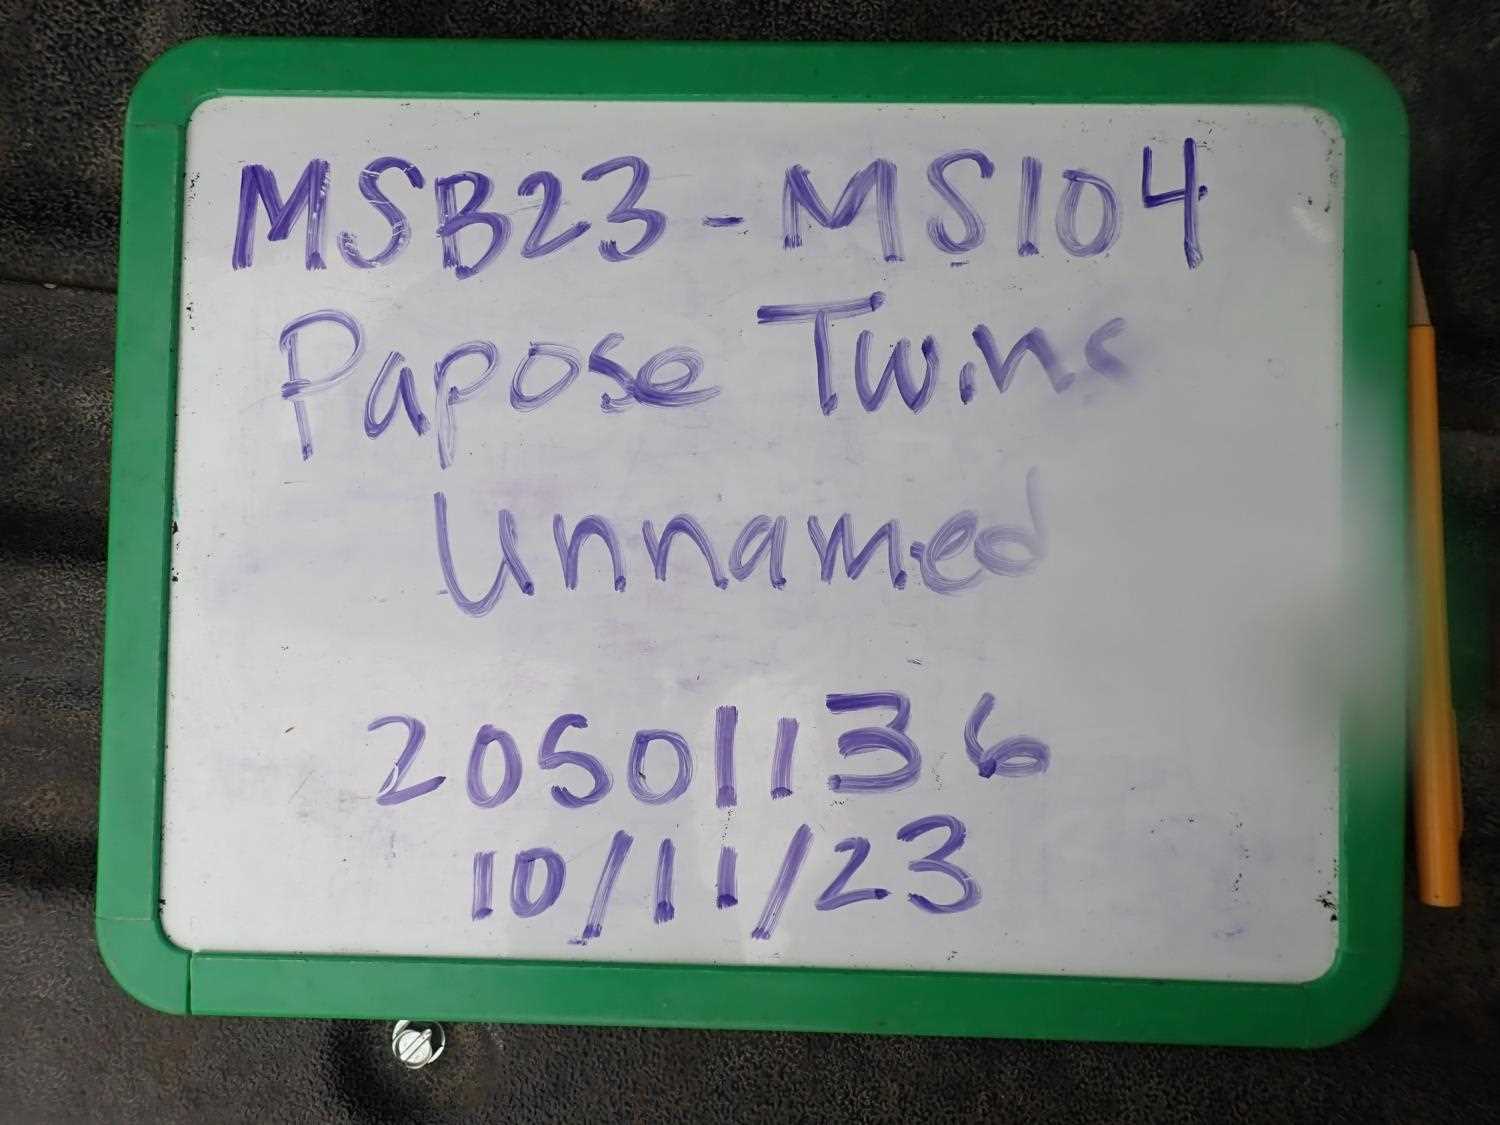 MSB23-MS104
Papose Twins
Unnamed
20501136
10/11/23